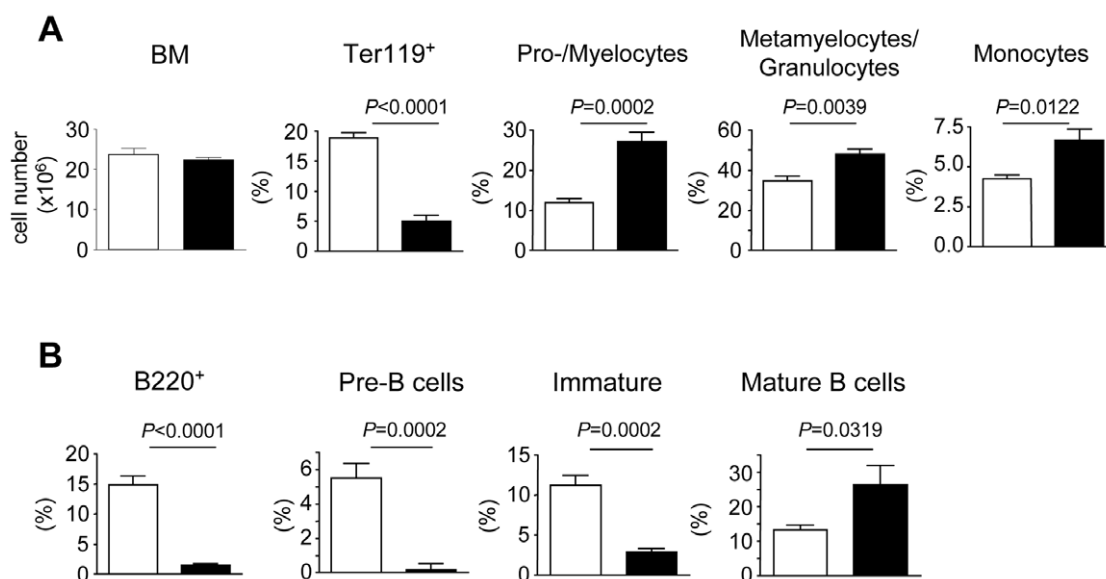 A
BM
Ter119⁺
Pro-/Myelocytes
Metamyelocytes/
Granulocytes
Monocytes
P<0.0001
P=0.0002
P=0.0039
P=0.0122
cell number
(x10⁶)
30
20
10
0
(%)
20
15
10
5
0
(%)
30
20
10
0
(%)
60
40
20
0
(%)
7.5
5.0
2.5
0.0
B
B220⁺
Pre-B cells
Immature
Mature B cells
P<0.0001
P=0.0002
P=0.0002
P=0.0319
(%)
20
15
10
5
0
(%)
6
4
2
0
(%)
15
10
5
0
(%)
30
20
10
0